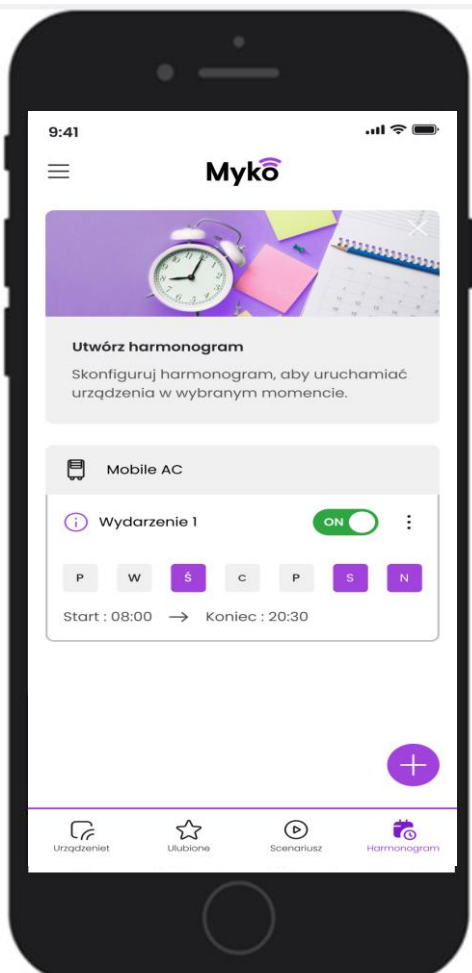 9:41
Myko
Utwórz harmonogram
Skonfiguruj harmonogram, aby uruchamiać
urządzenia w wybranym momencie.
Mobile AC
Wydarzenie 1 ON
P W Ś C P S N
Start : 08:00 → Koniec : 20:30
Urządzeniet Ulubione Scenariusz Harmonogram